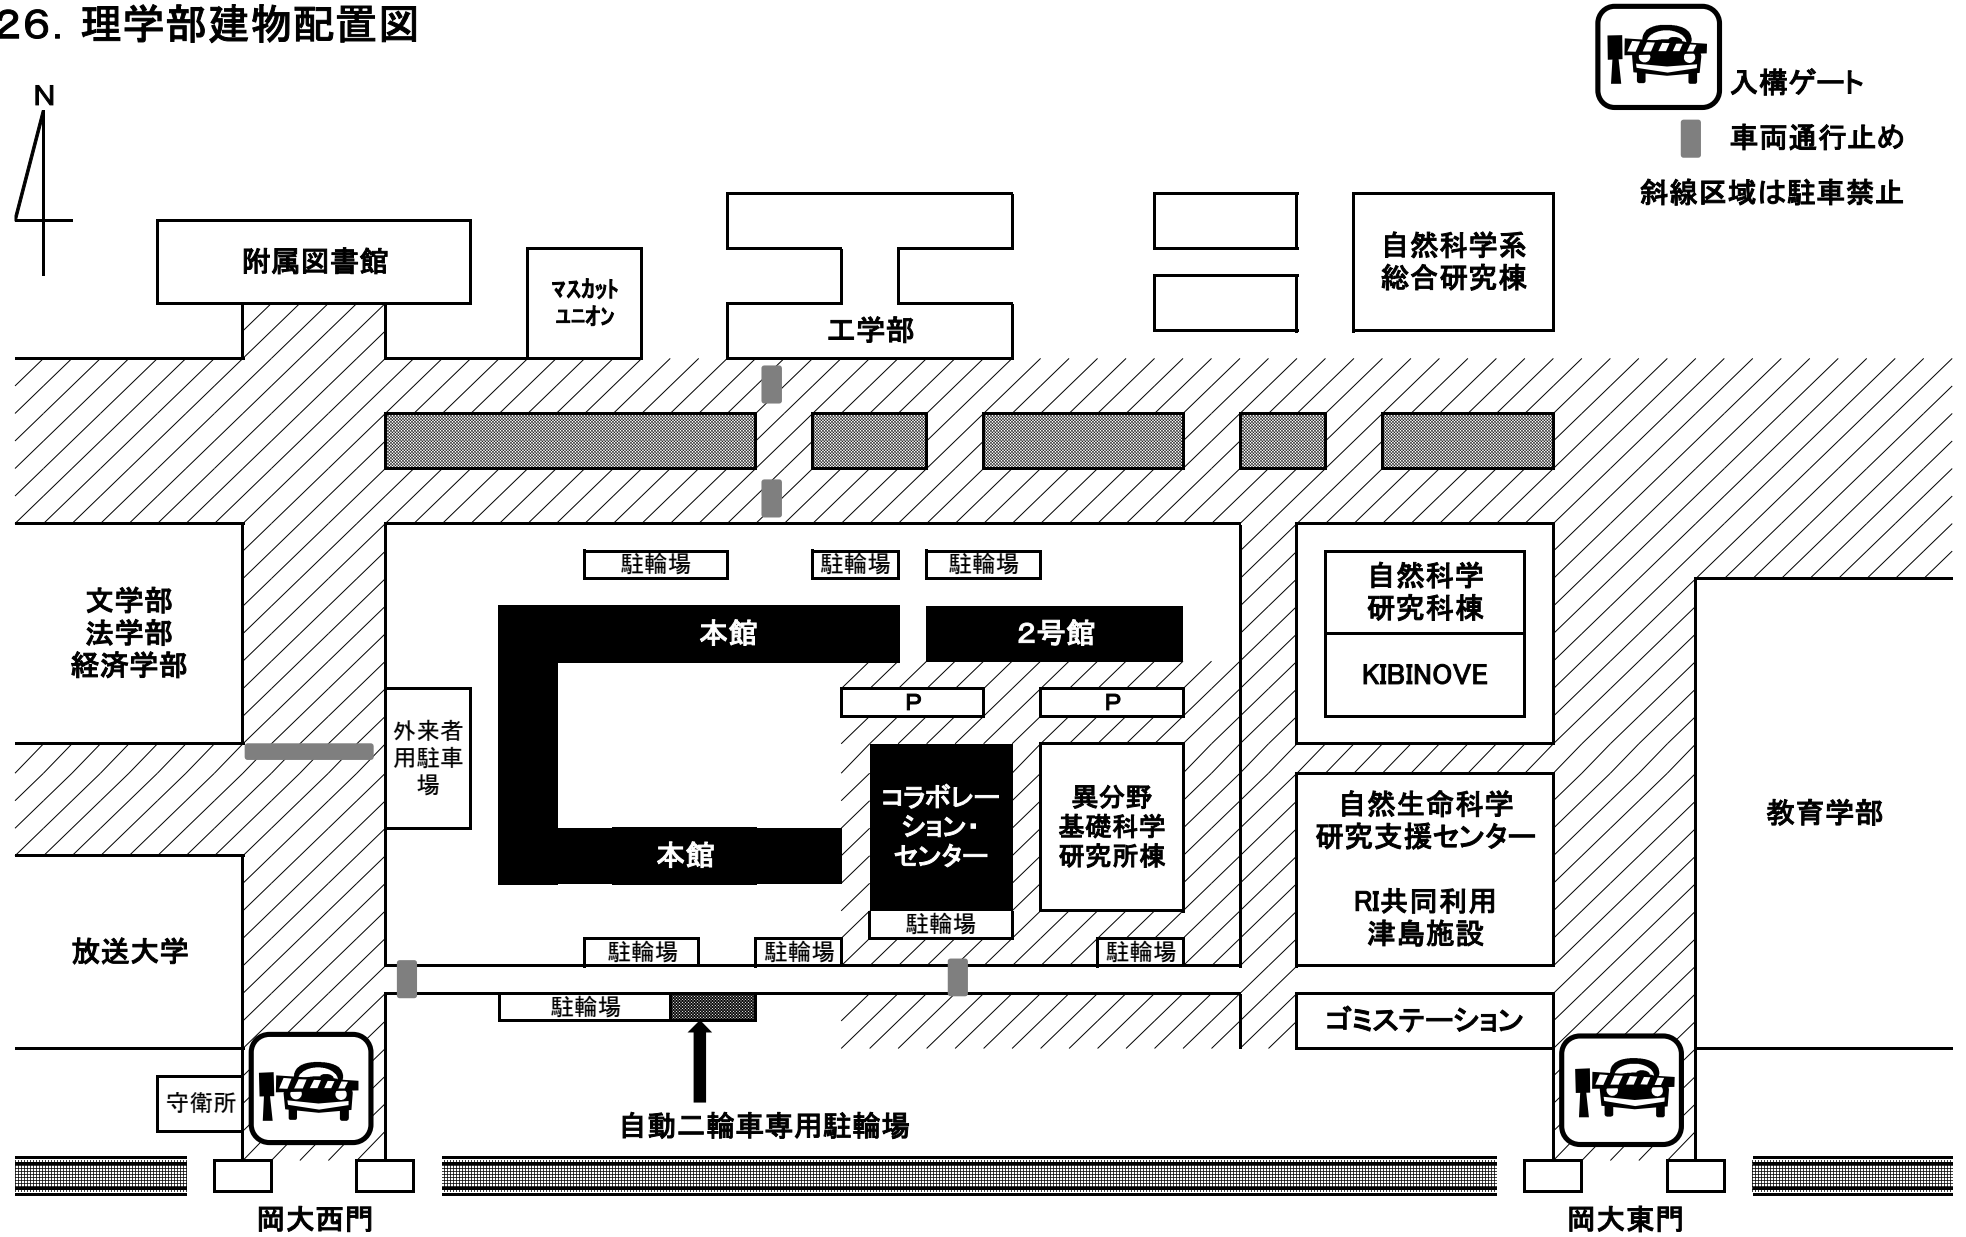 26. 理学部建物配置図
入構ゲート
車両通行止め
斜線区域は駐車禁止
N
附属図書館
マスカット
ユニオン
工学部
自然科学系
総合研究棟
駐輪場
駐輪場
駐輪場
文学部
法学部
経済学部
本館
2号館
自然科学
研究科棟
KIBINOVE
P
P
外来者
用駐車
場
コラボレー
ション・
センター
異分野
基礎科学
研究所棟
自然生命科学
研究支援センター
RI共同利用
津島施設
教育学部
本館
放送大学
駐輪場
駐輪場
駐輪場
駐輪場
駐輪場
ゴミステーション
守衛所
自動二輪車専用駐輪場
岡大西門
岡大東門